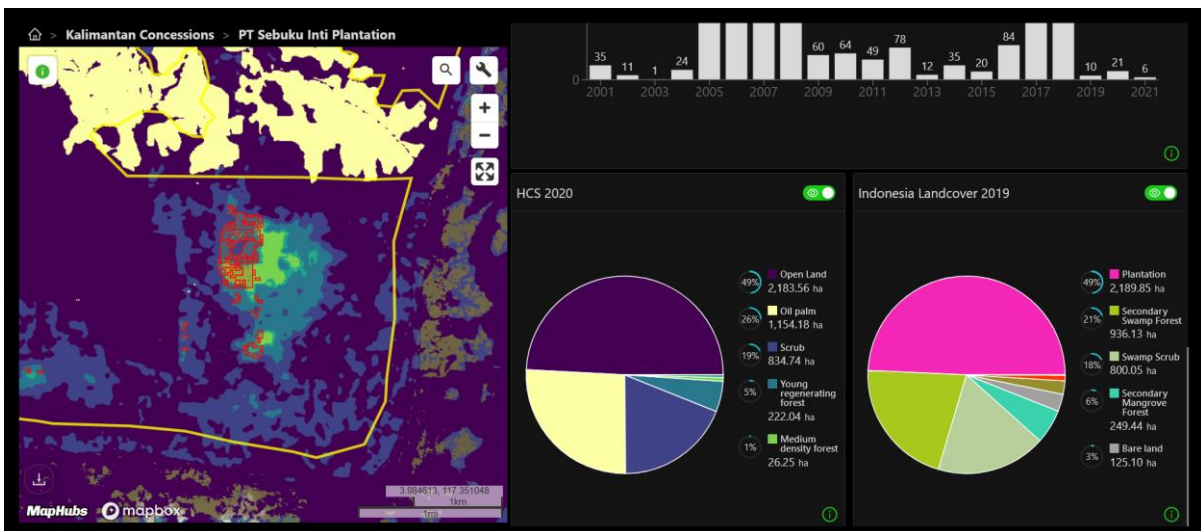 > Kalimantan Concessions > PT Sebuku Inti Plantation
3.984613, 117.351048
1km
1mi
MapHubs mapbox
35 11 1 24 60 64 49 78 12 35 20 84 10 21 6
0
2001 2003 2005 2007 2009 2011 2013 2015 2017 2019 2021
HCS 2020
49% Open Land
2,183.56 ha
26% Oil palm
1,154.18 ha
19% Scrub
834.74 ha
5% Young
regenerating
forest
222.04 ha
1% Medium
density forest
26.25 ha
Indonesia Landcover 2019
49% Plantation
2,189.85 ha
21% Secondary
Swamp Forest
936.13 ha
18% Swamp Scrub
800.05 ha
6% Secondary
Mangrove
Forest
249.44 ha
3% Bare land
125.10 ha